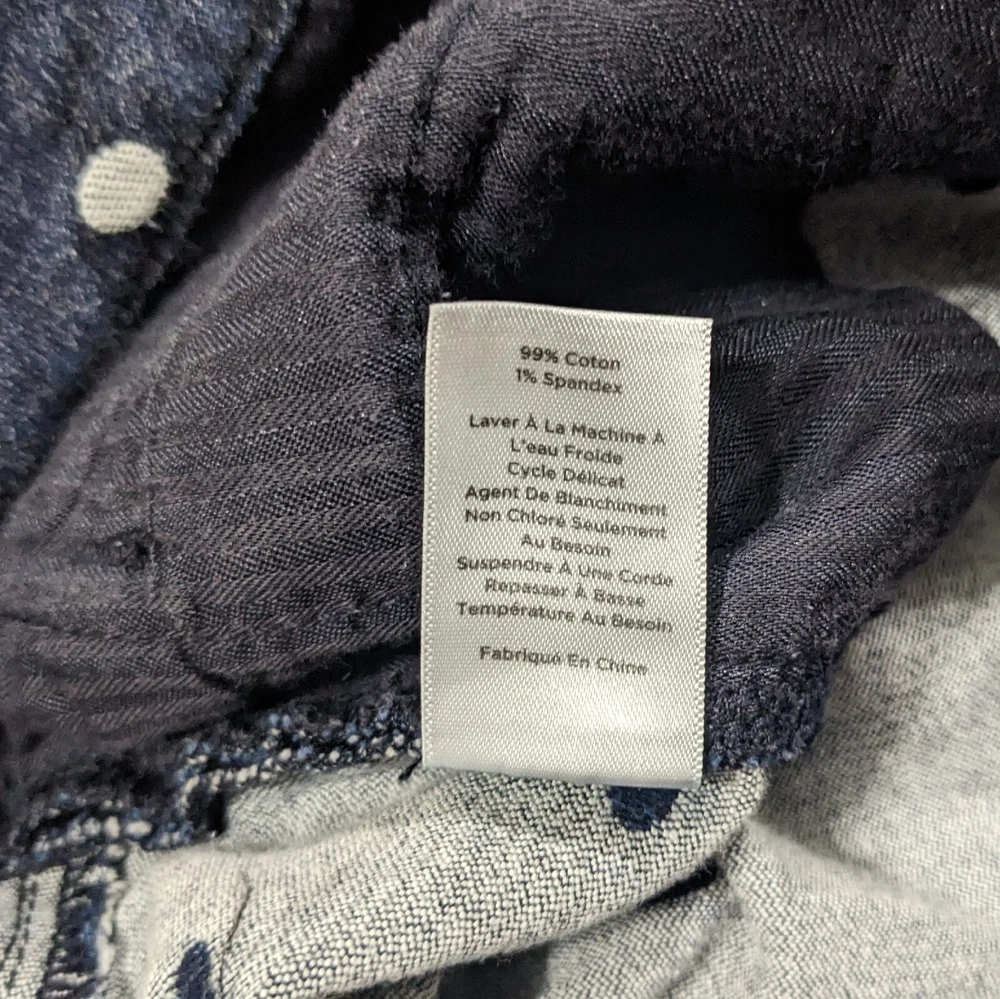 99% Coton
1% Spandex
Laver À La Machine À
L'eau Froide
Cycle Délicat
Agent De Blanchiment
Non Chloré Seulement
Au Besoin
Suspendre À Une Corde
Repasser À Basse
Température Au Besoin
Fabriqué En Chine